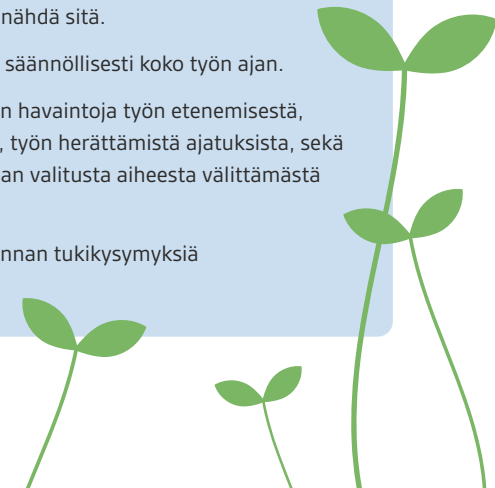 nähdä sitä.
säännöllisesti koko työn ajan.
n havaintoja työn etenemisestä,
, työn herättämistä ajatuksista, sekä
an valitusta aiheesta välittämästä
nnan tukikysymyksiä